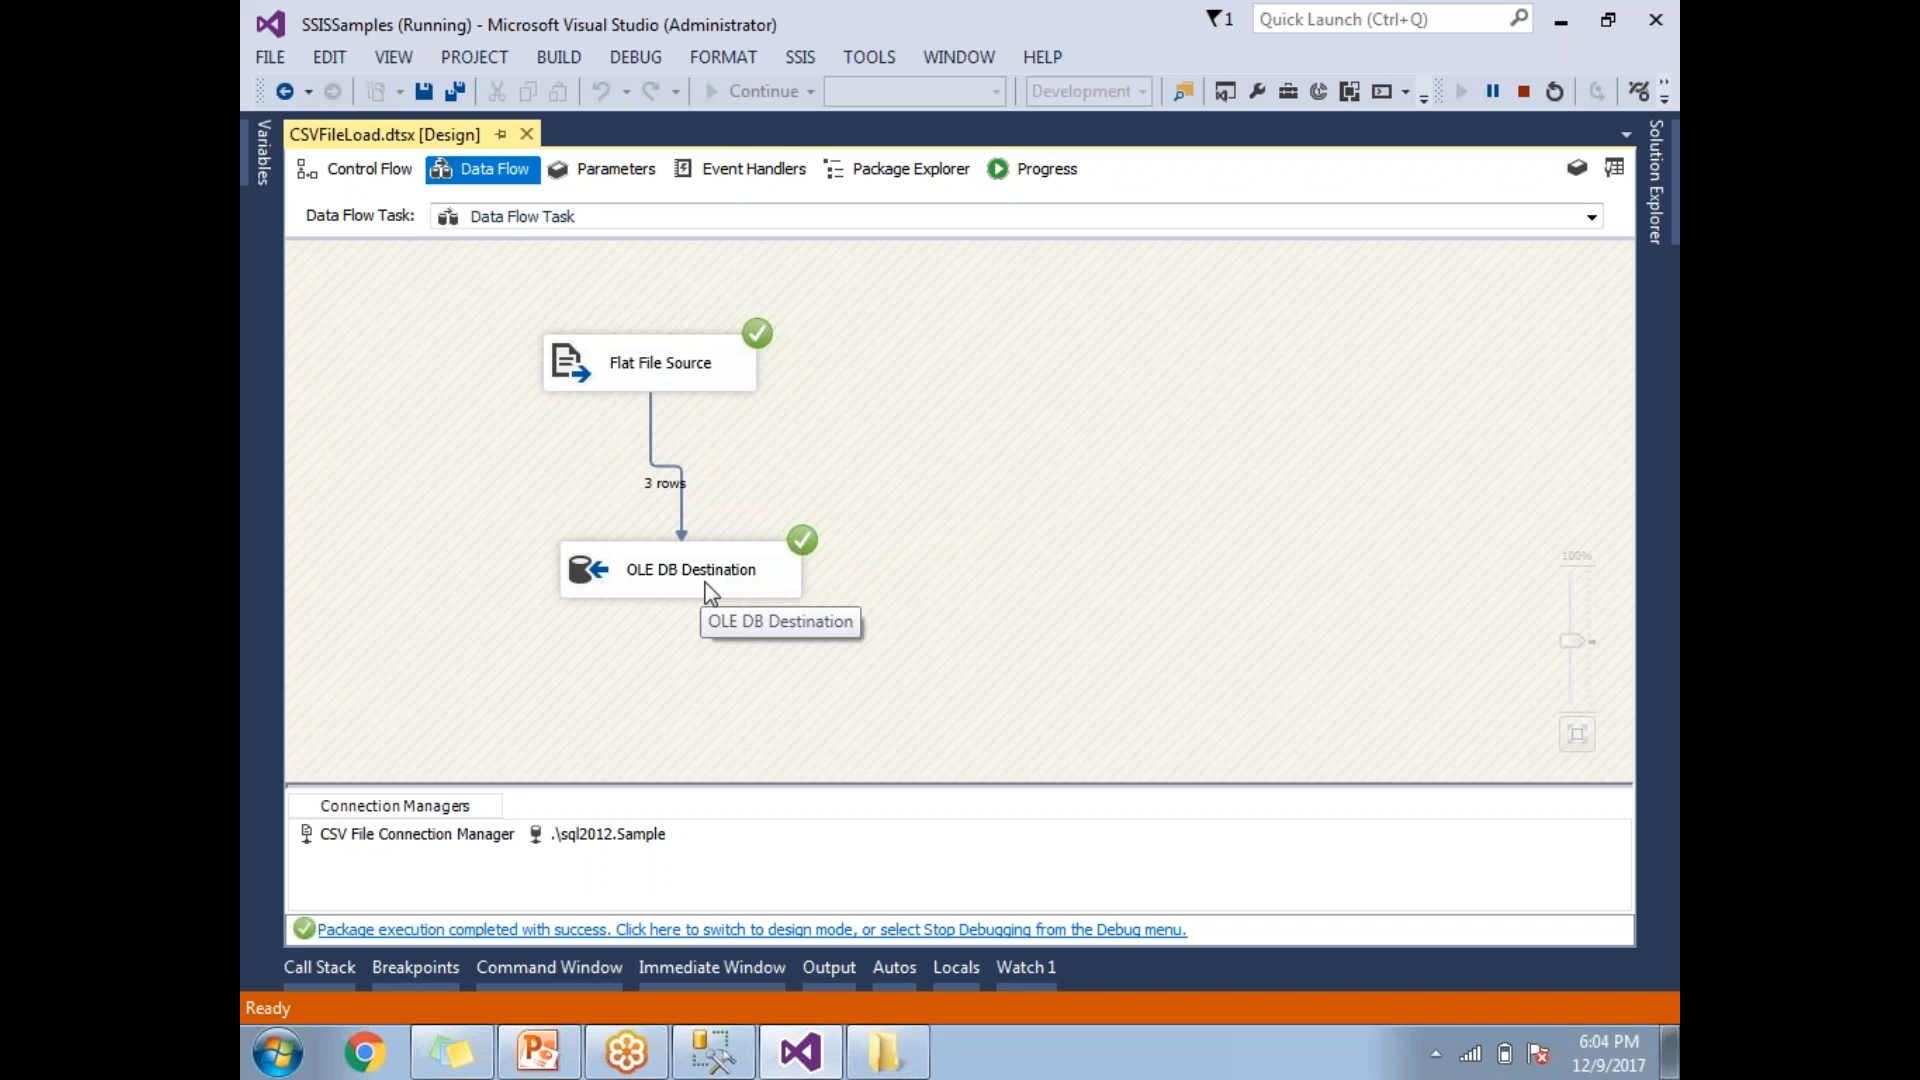 SSISSamples (Running) - Microsoft Visual Studio (Administrator)
1
Quick Launch (Ctrl+Q)
FILE EDIT VIEW PROJECT BUILD DEBUG FORMAT SSIS TOOLS WINDOW HELP
Continue
Development
Variables
CSVFileLoad.dtsx [Design]
Control Flow Data Flow Parameters Event Handlers Package Explorer Progress
Solution Explorer
Data Flow Task: Data Flow Task
Flat File Source
3 rows
OLE DB Destination
OLE DB Destination
100%
Connection Managers
CSV File Connection Manager .\sql2012.Sample
Package execution completed with success. Click here to switch to design mode, or select Stop Debugging from the Debug menu.
Call Stack Breakpoints Command Window Immediate Window Output Autos Locals Watch 1
Ready
6:04 PM
12/9/2017